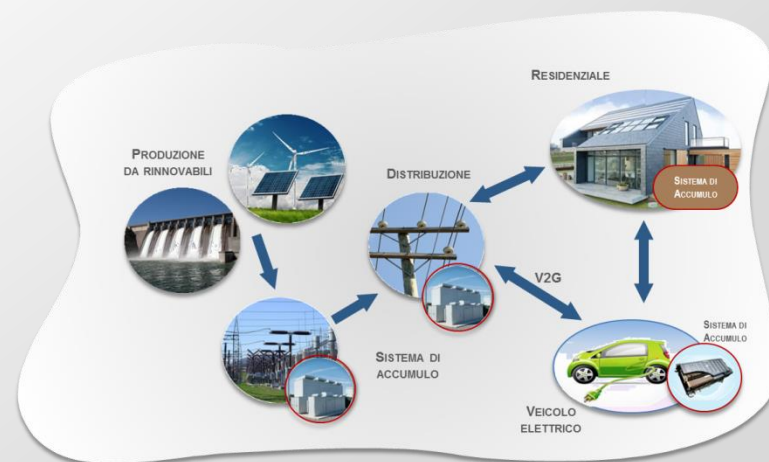 RESIDENZIALE
PRODUZIONE
DA RINNOVABILI
DISTRIBUZIONE
SISTEMA DI
ACCUMULO
V2G
SISTEMA DI
ACCUMULO
SISTEMA DI
ACCUMULO
VEICOLO
ELETTRICO